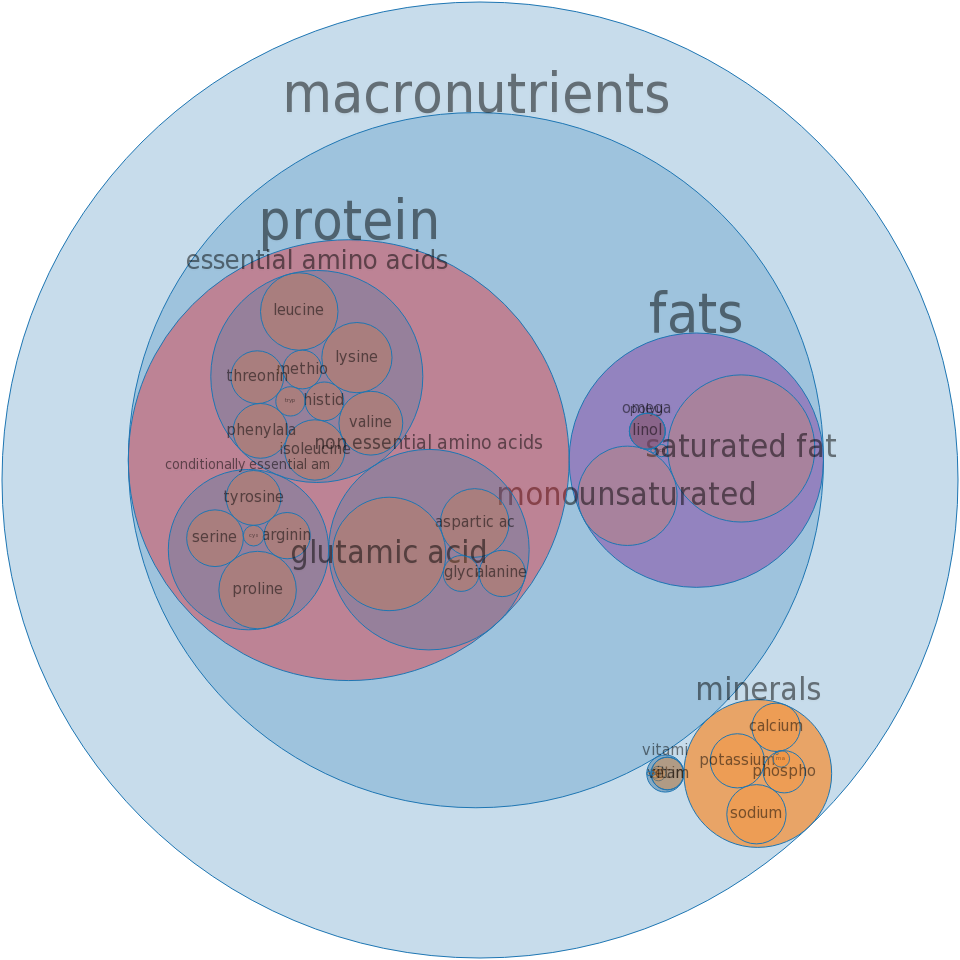 macronutrients
protein
essential amino acids
leucine
fats
lysine
methio
threonin
histid
omega
valine
phenylala
linol
non essential amino acids
saturated fat
isoleucine
conditionally essential am
monounsaturated
tyrosine
aspartic ac
serine
arginin
glutamic acid
glyci
alanine
proline
minerals
calcium
vitami
potassium
phospho
vitam
sodium